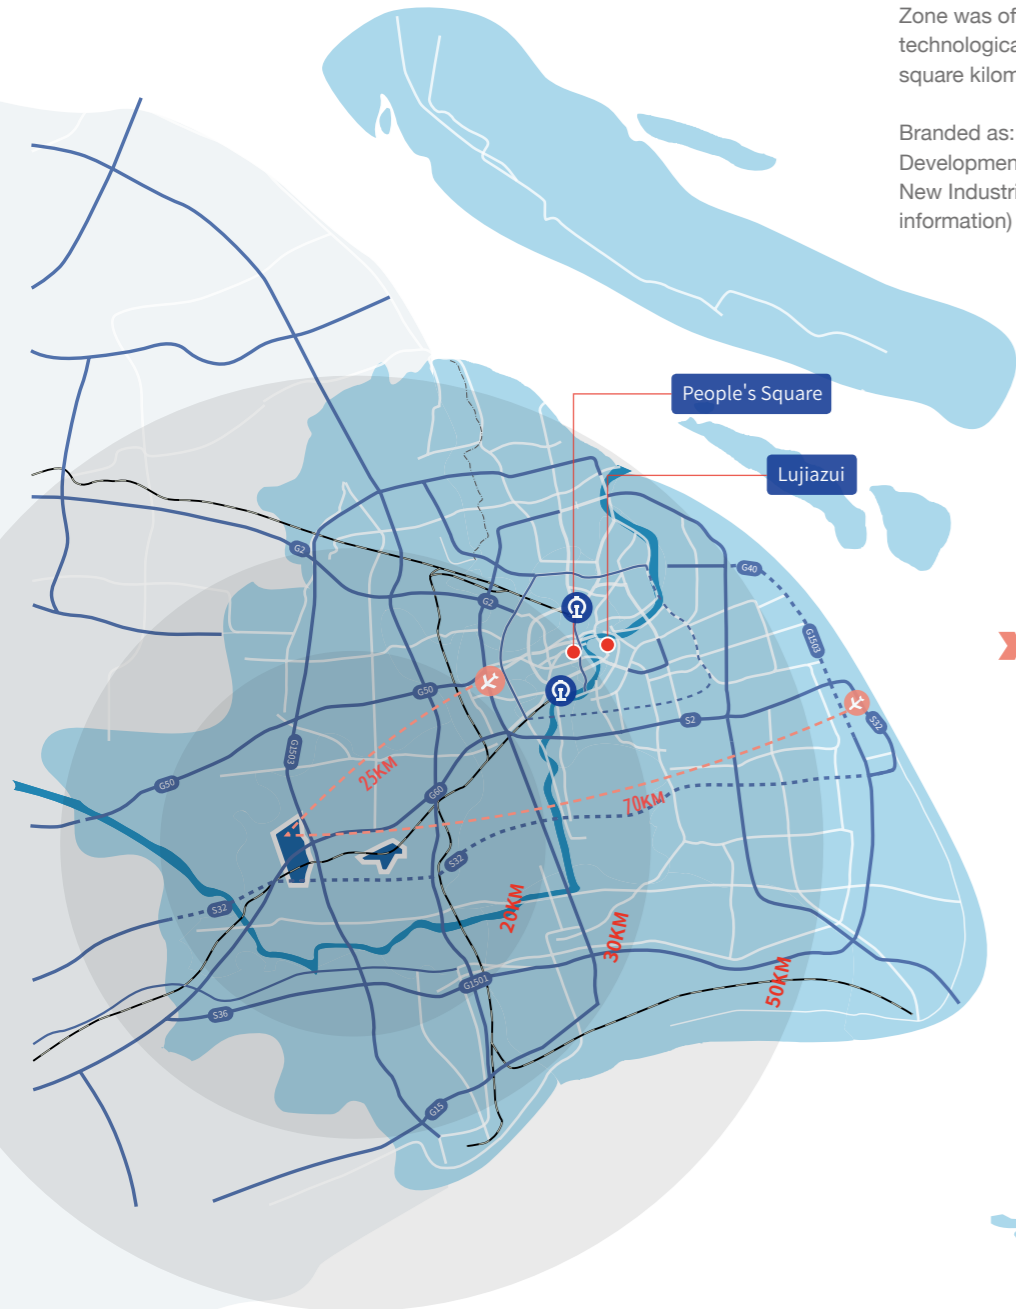 Zone was of
technologica
square kilom
Branded as:
Developmen
New Industri
information)
People's Square
Lujiazui
G2
G2
G40
G1503
G50
S2
S32
G1503
G50
25KM
G60
70KM
S32
S32
20KM
30KM
50KM
G1501
S36
G15